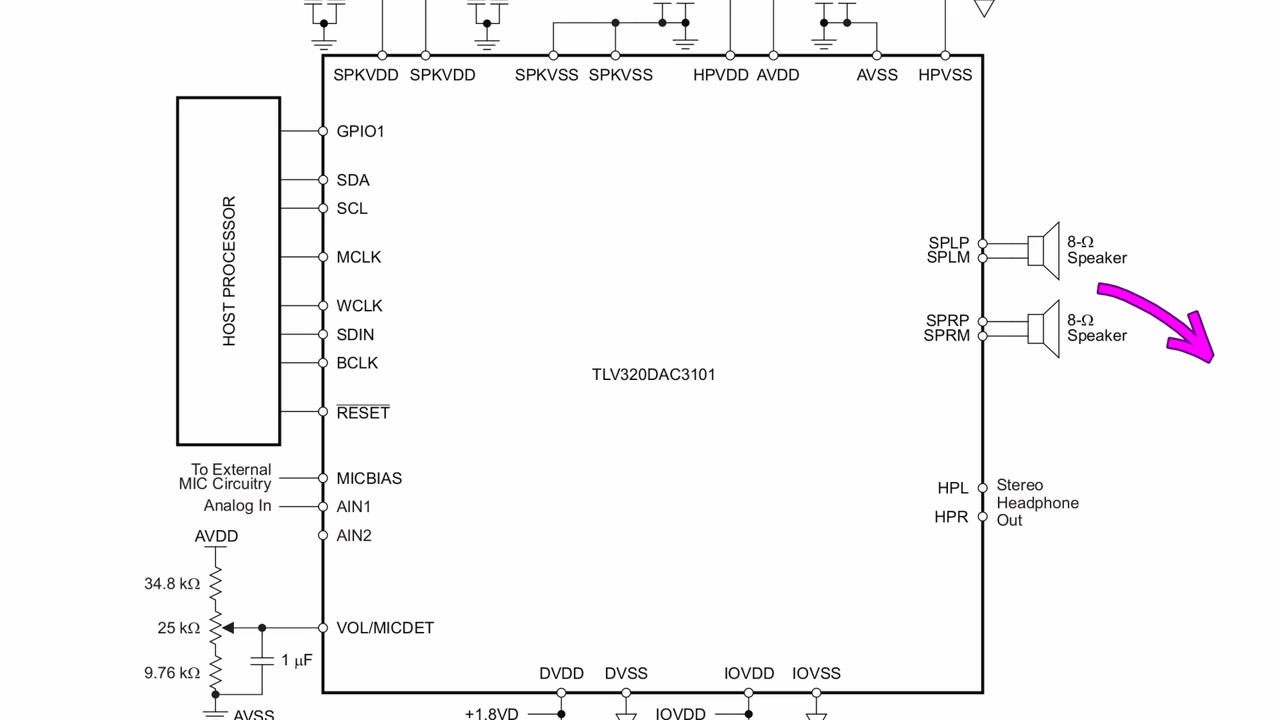 SPKVDD SPKVDD SPKVSS SPKVSS HPVDD AVDD AVSS HPVSS
HOST PROCESSOR
GPIO1
SDA
SCL
MCLK
WCLK
SDIN
BCLK
RESET
To External
MIC Circuitry
MICBIAS
Analog In
AIN1
AIN2
AVDD
34.8 kΩ
25 kΩ
9.76 kΩ
1 µF
AVSS
VOL/MICDET
TLV320DAC3101
SPLP
SPLM
8-Ω
Speaker
SPRP
SPRM
8-Ω
Speaker
HPL
HPR
Stereo
Headphone
Out
DVDD DVSS IOVDD IOVSS
+1.8VD
IOVDD